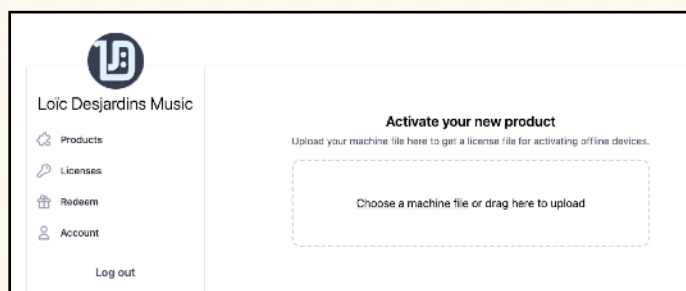 Loïc Desjardins Music
Products
Licenses
Redeem
Account
Log out
Activate your new product
Upload your machine file here to get a license file for activating offline devices.
Choose a machine file or drag here to upload